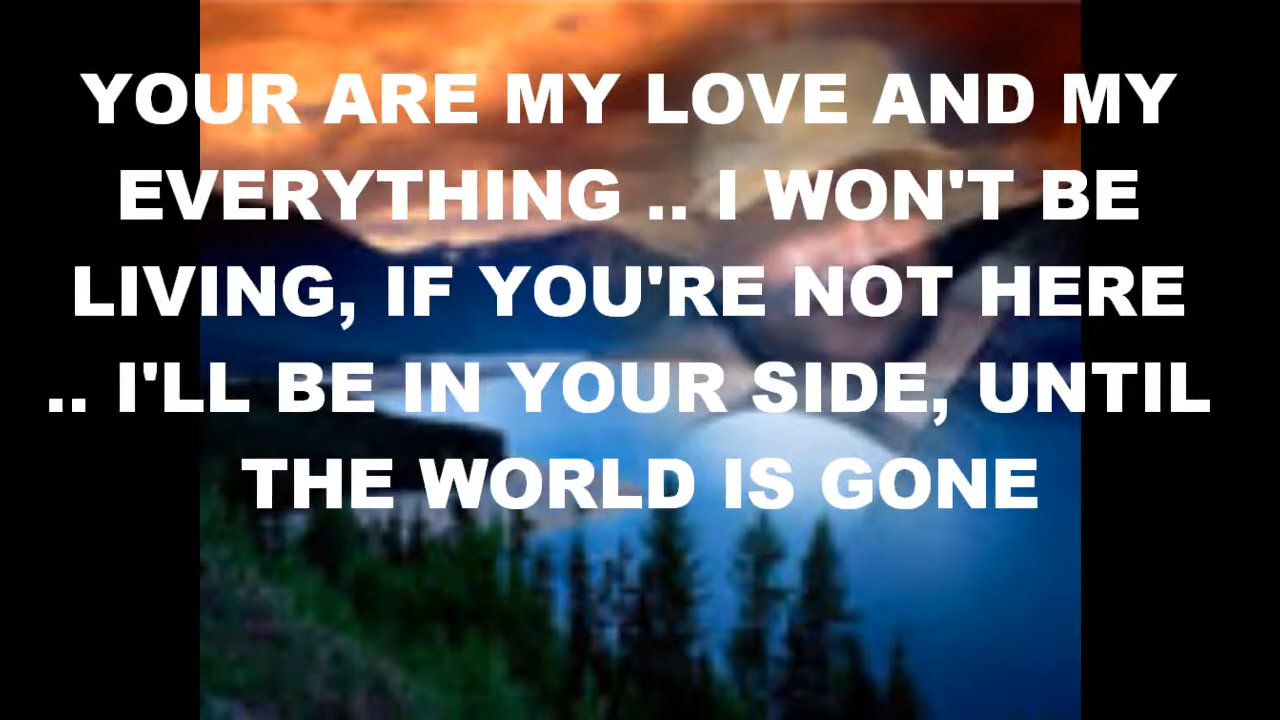 YOUR ARE MY LOVE AND MY
EVERYTHING .. I WON'T BE
LIVING, IF YOU'RE NOT HERE
.. I'LL BE IN YOUR SIDE, UNTIL
THE WORLD IS GONE